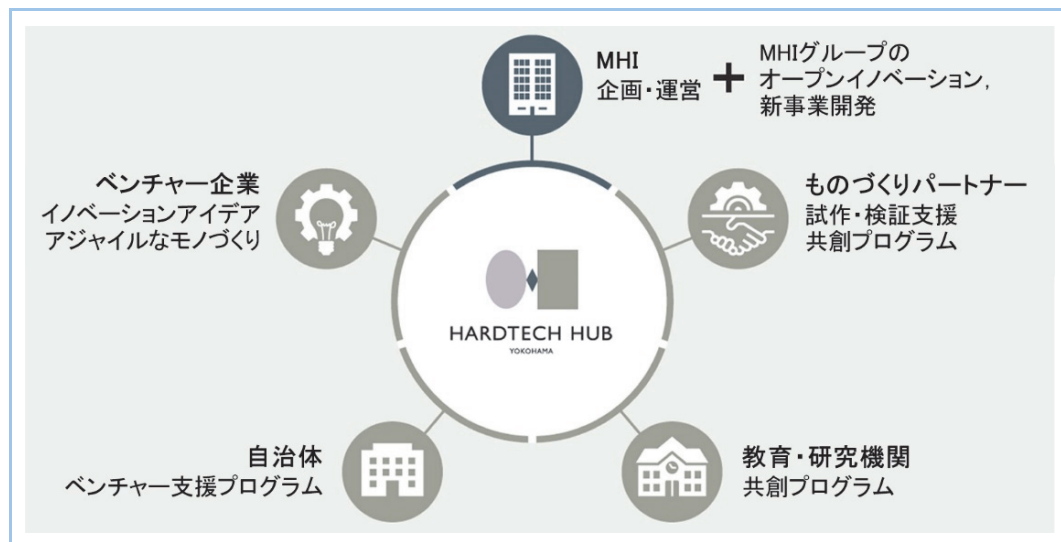 MHI
企画・運営
+
MHIグループの
オープンイノベーション,
新事業開発
ベンチャー企業
イノベーションアイデア
アジャイルなモノづくり
ものづくりパートナー
試作・検証支援
共創プログラム
HARDTECH HUB
YOKOHAMA
自治体
ベンチャー支援プログラム
教育・研究機関
共創プログラム